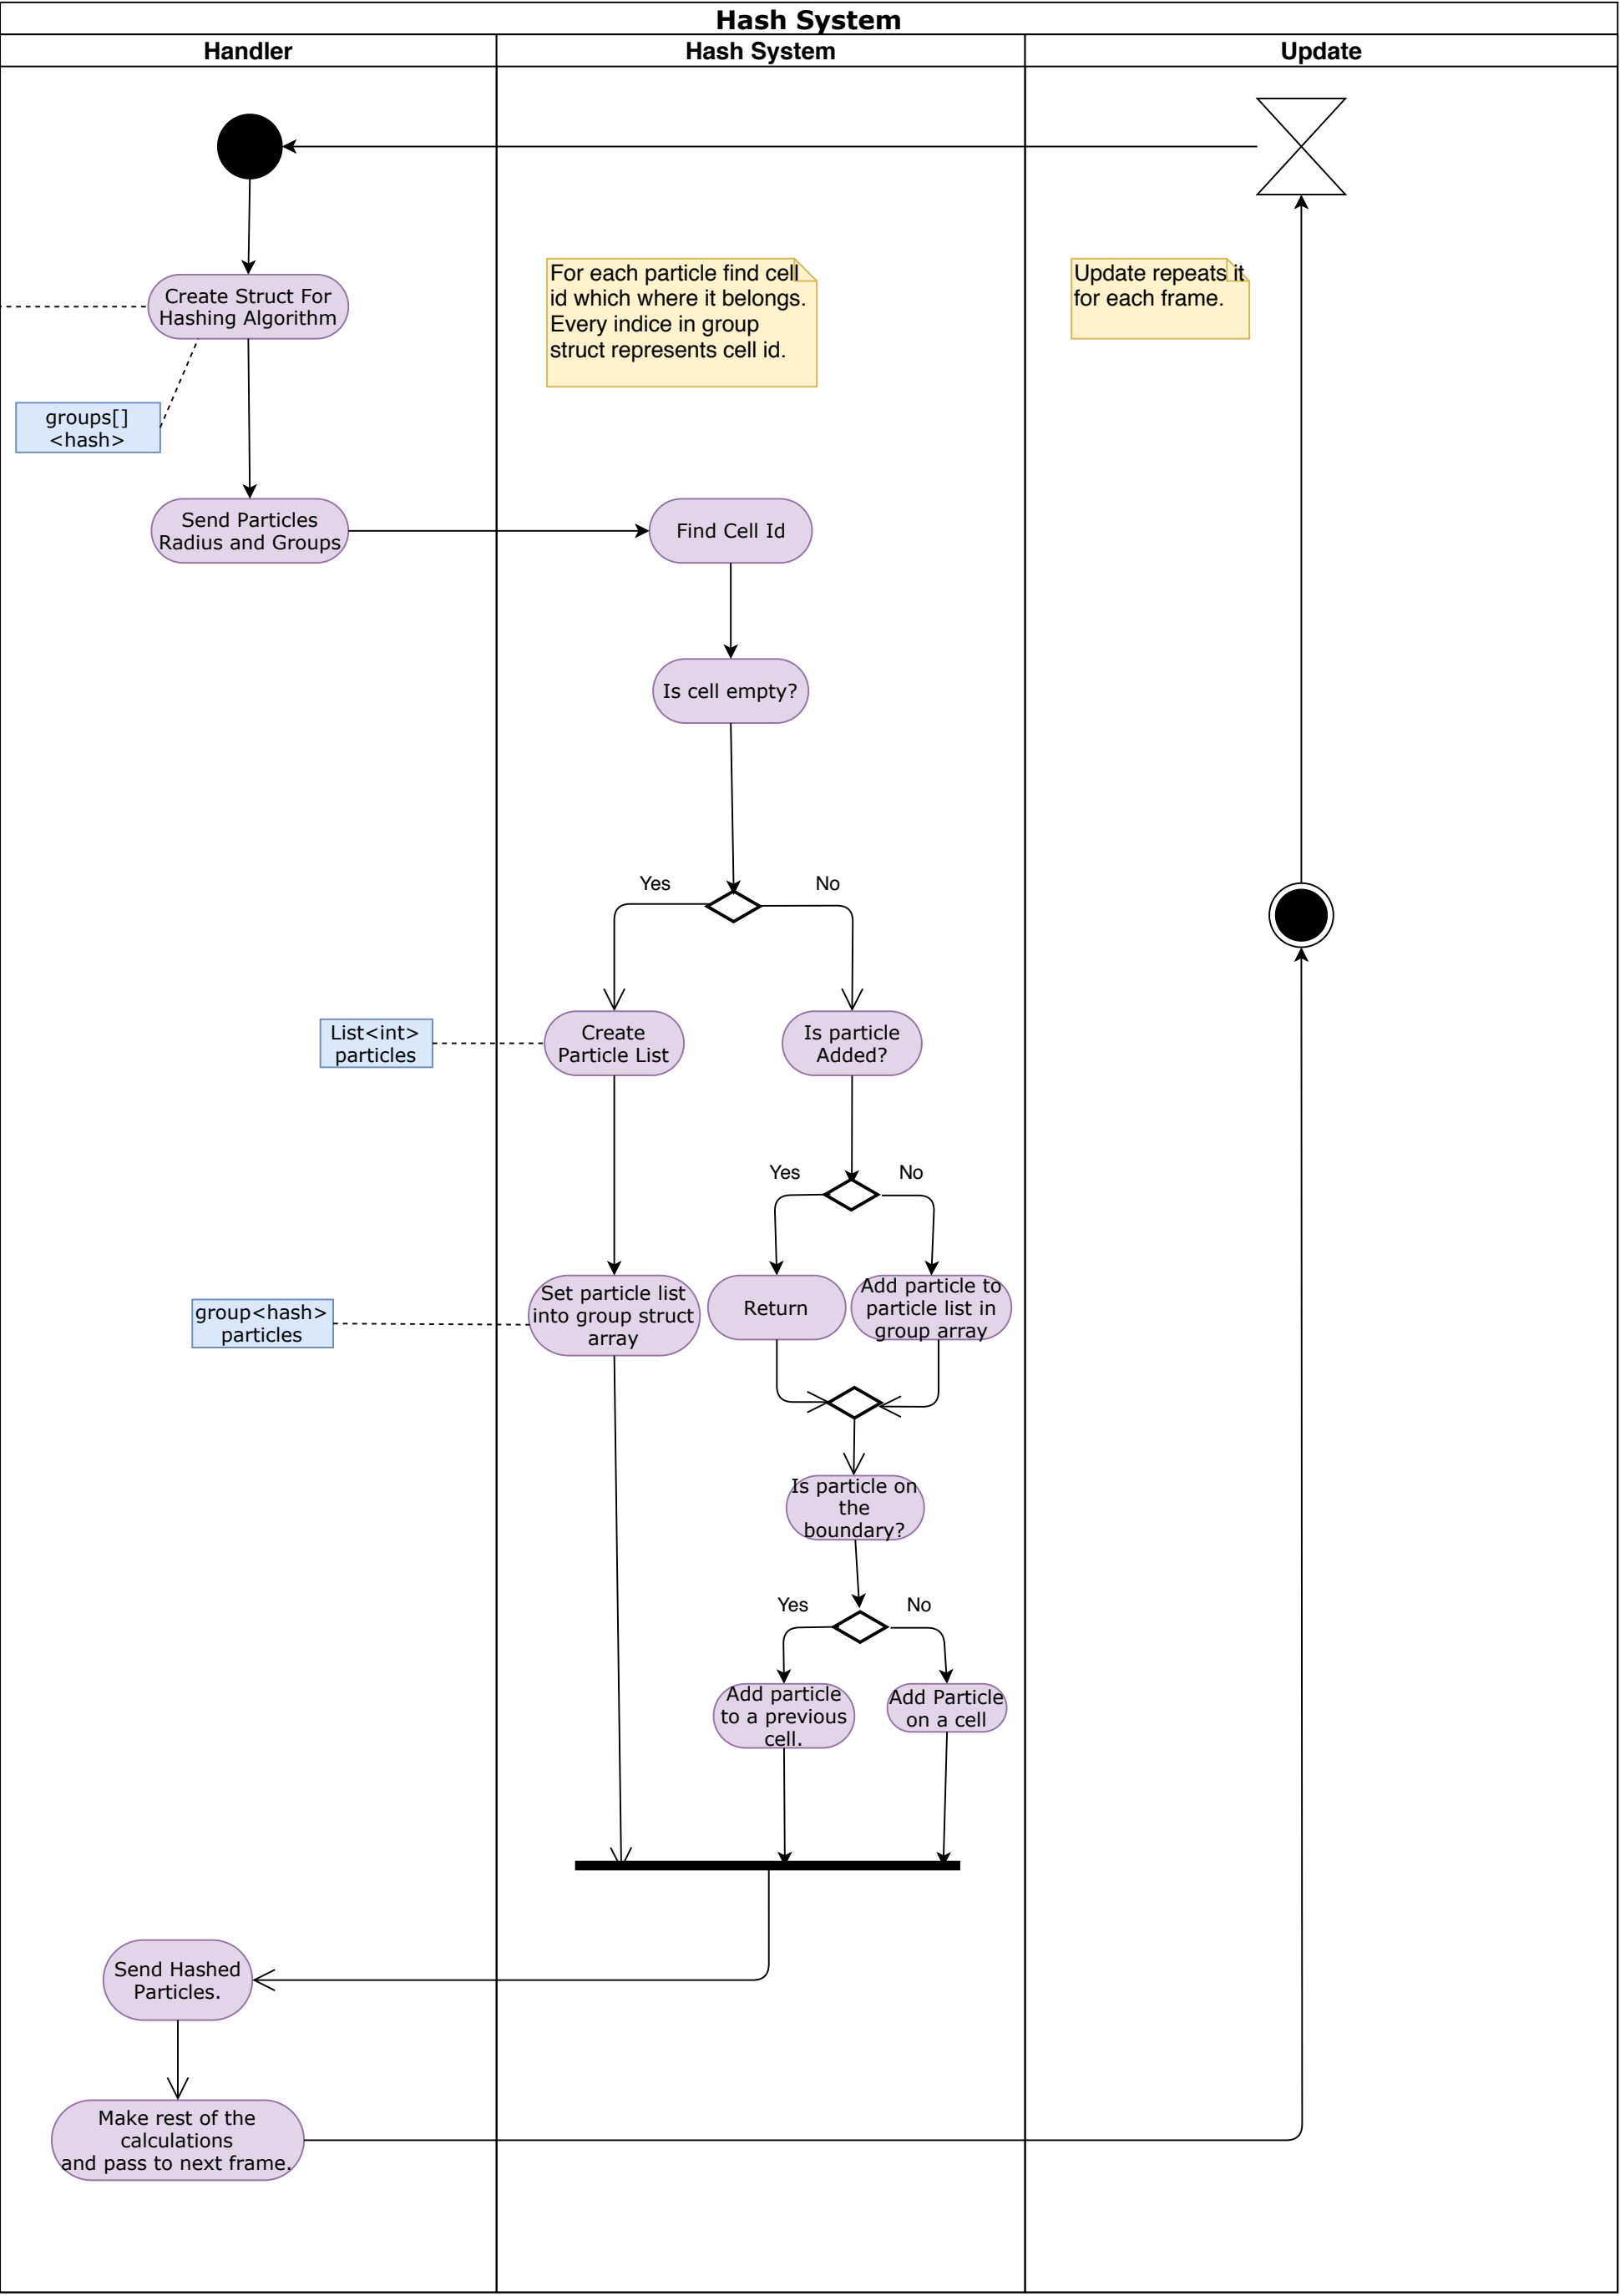 Hash System
Handler
Hash System
Update
Create Struct For
Hashing Algorithm
For each particle find cell
id which where it belongs.
Every indice in group
struct represents cell id.
Update repeats it
for each frame.
groups[]
<hash>
Send Particles
Radius and Groups
Find Cell Id
Is cell empty?
Yes
No
List<int>
particles
Create
Particle List
Is particle
Added?
Yes
No
group<hash>
particles
Set particle list
into group struct
array
Return
Add particle to
particle list in
group array
Is particle on
the
boundary?
Yes
No
Add particle
to a previous
cell.
Add Particle
on a cell
Send Hashed
Particles.
Make rest of the
calculations
and pass to next frame.